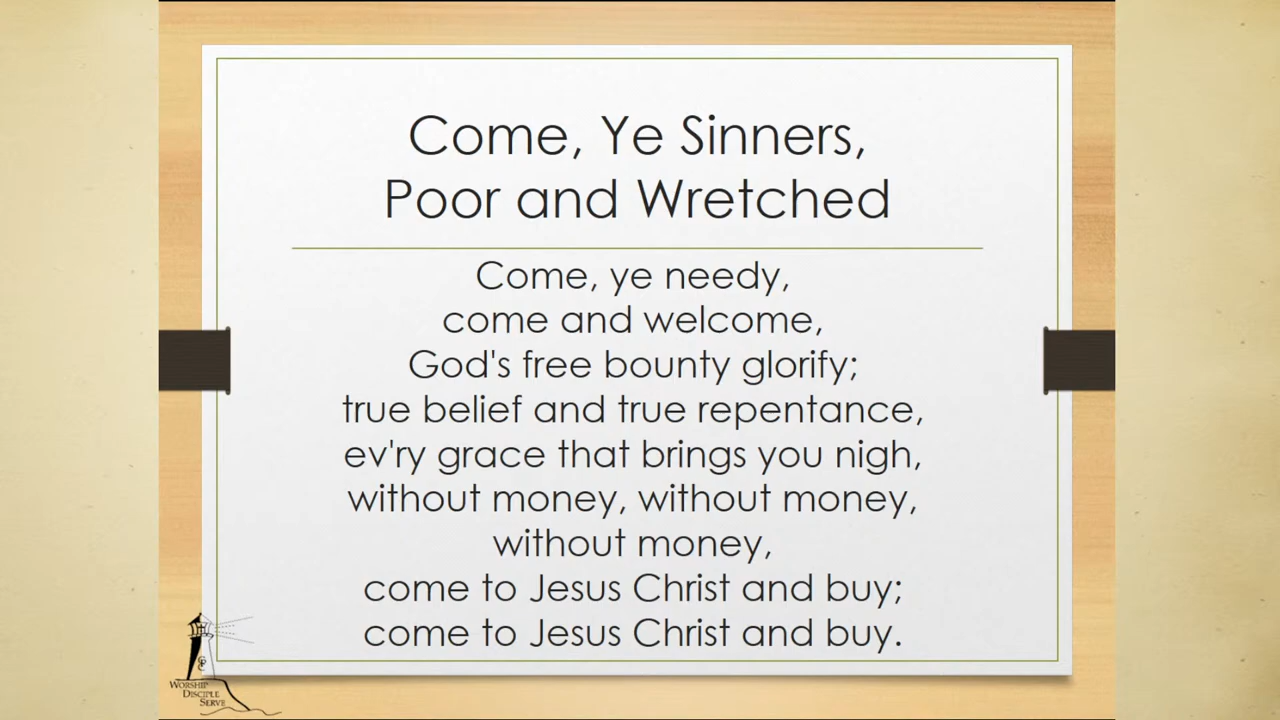 Come, Ye Sinners,
Poor and Wretched
Come, ye needy,
come and welcome,
God's free bounty glorify;
true belief and true repentance,
ev'ry grace that brings you nigh,
without money, without money,
without money,
come to Jesus Christ and buy;
come to Jesus Christ and buy.
WORSHIP
DISCIPLE
SERVE